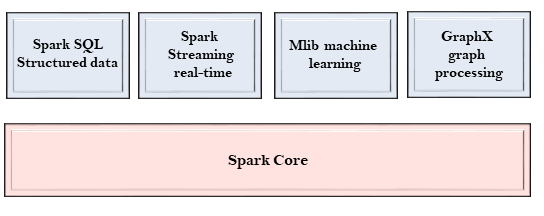 Spark SQL
Structured data
Spark
Streaming
real-time
Mlib machine
learning
GraphX
graph
processing
Spark Core